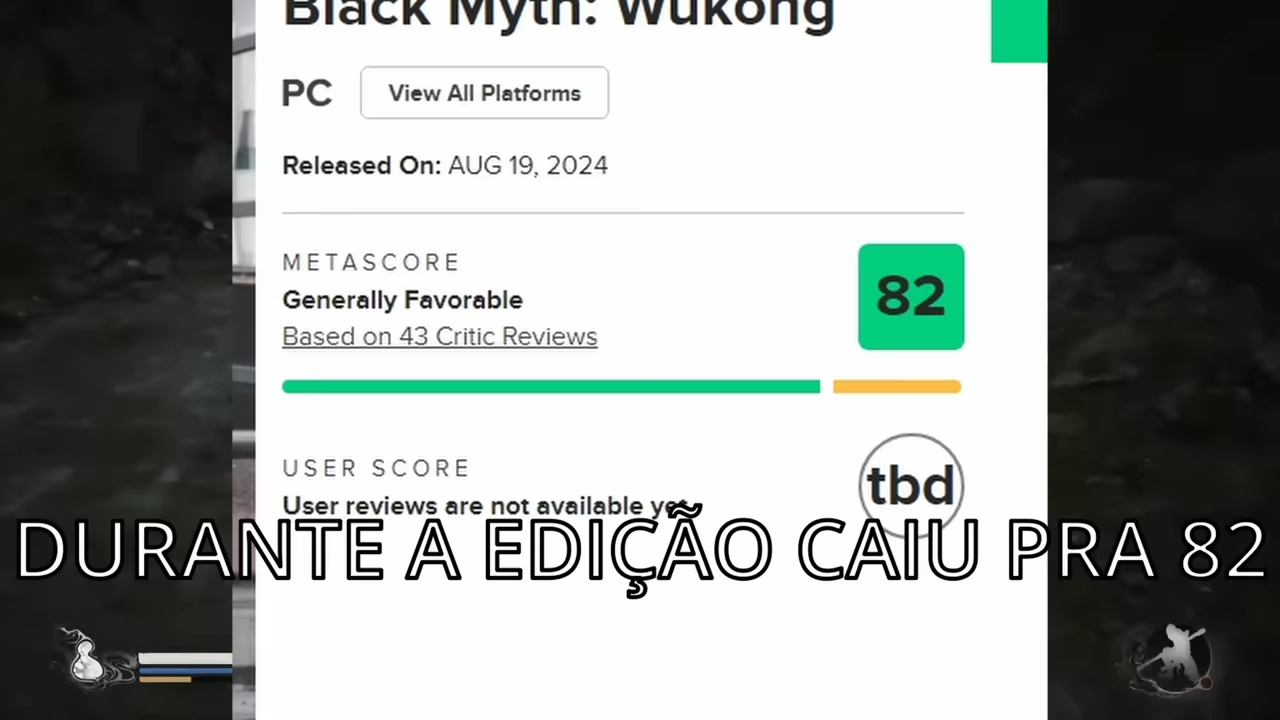 Black Myth: Wukong
PC
View All Platforms
Released On: AUG 19, 2024
METASCORE
Generally Favorable
82
Based on 43 Critic Reviews
USER SCORE
tbd
User reviews are not available yet
DURANTE A EDIÇÃO CAIU PRA 82